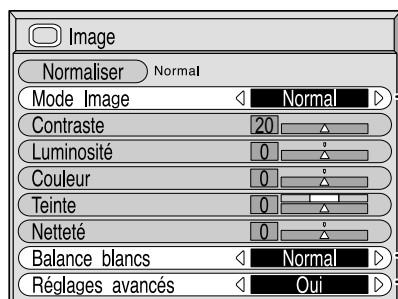 Image
Normaliser Normal
Mode Image Normal
Contraste 20
Luminosité 0
Couleur 0
Teinte 0
Netteté 0
Balance blancs Normal
Réglages avancés Oui